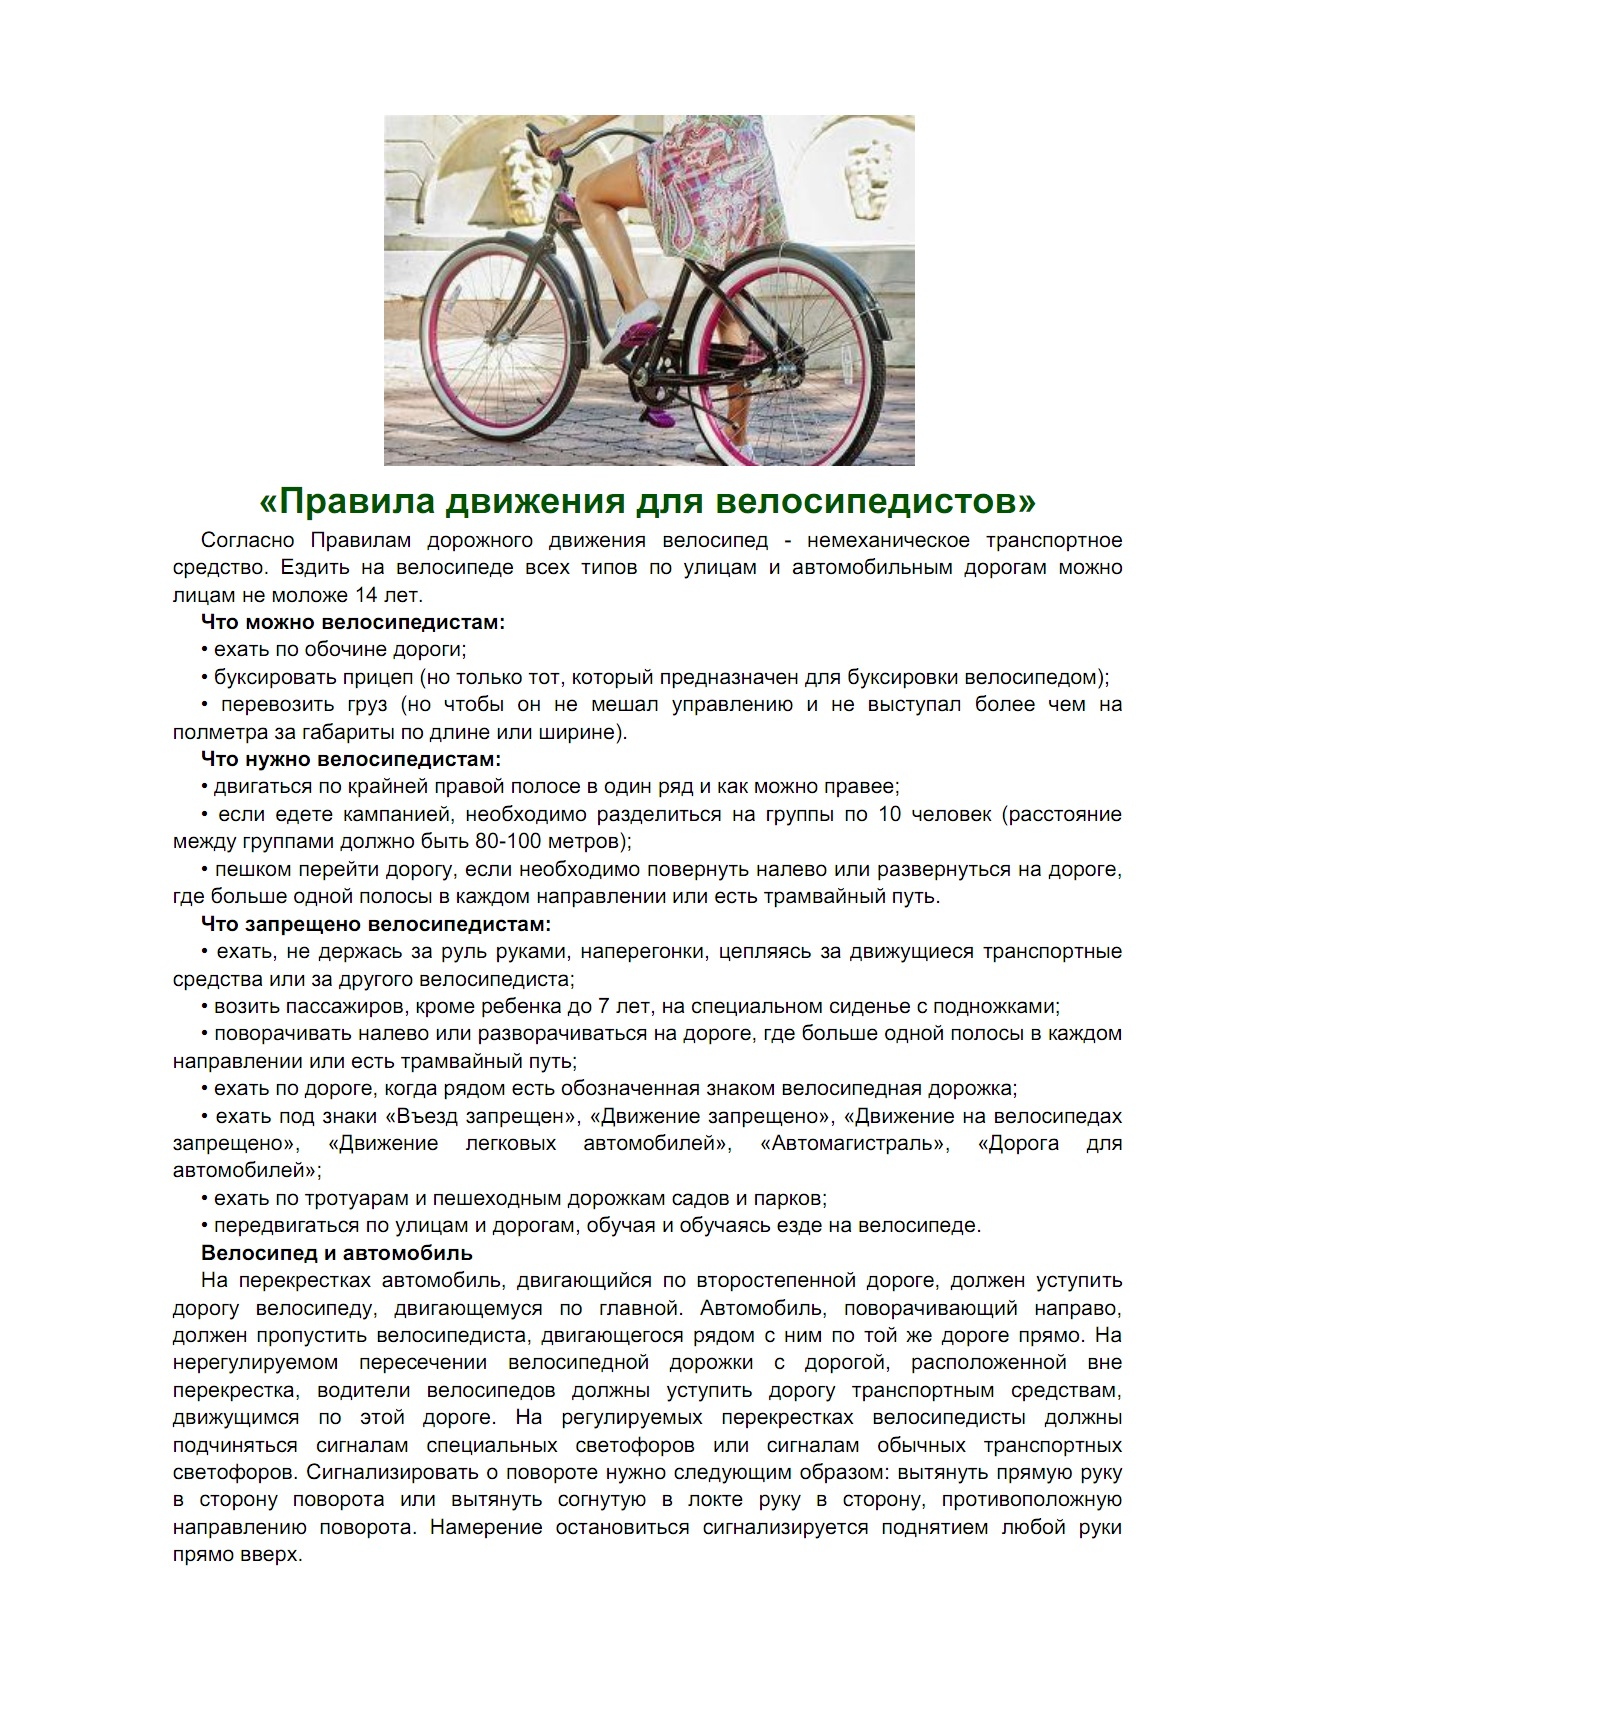 «Правила движения для велосипедистов»
Согласно Правилам дорожного движения велосипед - немеханическое транспортное
средство. Ездить на велосипеде всех типов по улицам и автомобильным дорогам можно
лицам не моложе 14 лет.
Что можно велосипедистам:
• ехать по обочине дороги;
• буксировать прицеп (но только тот, который предназначен для буксировки велосипедом);
• перевозить груз (но чтобы он не мешал управлению и не выступал более чем на
полметра за габариты по длине или ширине).
Что нужно велосипедистам:
• двигаться по крайней правой полосе в один ряд и как можно правее;
• если едете кампанией, необходимо разделиться на группы по 10 человек (расстояние
между группами должно быть 80-100 метров);
• пешком перейти дорогу, если необходимо повернуть налево или развернуться на дороге,
где больше одной полосы в каждом направлении или есть трамвайный путь.
Что запрещено велосипедистам:
• ехать, не держась за руль руками, наперегонки, цепляясь за движущиеся транспортные
средства или за другого велосипедиста;
• возить пассажиров, кроме ребенка до 7 лет, на специальном сиденье с подножками;
• поворачивать налево или разворачиваться на дороге, где больше одной полосы в каждом
направлении или есть трамвайный путь;
• ехать по дороге, когда рядом есть обозначенная знаком велосипедная дорожка;
• ехать под знаки «Въезд запрещен», «Движение запрещено», «Движение на велосипедах
запрещено», «Движение легковых автомобилей», «Автомагистраль», «Дорога для
автомобилей»;
• ехать по тротуарам и пешеходным дорожкам садов и парков;
• передвигаться по улицам и дорогам, обучая и обучаясь езде на велосипеде.
Велосипед и автомобиль
На перекрестках автомобиль, двигающийся по второстепенной дороге, должен уступить
дорогу велосипеду, двигающемуся по главной. Автомобиль, поворачивающий направо,
должен пропустить велосипедиста, двигающегося рядом с ним по той же дороге прямо. На
нерегулируемом пересечении велосипедной дорожки с дорогой, расположенной вне
перекрестка, водители велосипедов должны уступить дорогу транспортным средствам,
движущимся по этой дороге. На регулируемых перекрестках велосипедисты должны
подчиняться сигналам специальных светофоров или сигналам обычных транспортных
светофоров. Сигнализировать о повороте нужно следующим образом: вытянуть прямую руку
в сторону поворота или вытянуть согнутую в локте руку в сторону, противоположную
направлению поворота. Намерение остановиться сигнализируется поднятием любой руки
прямо вверх.